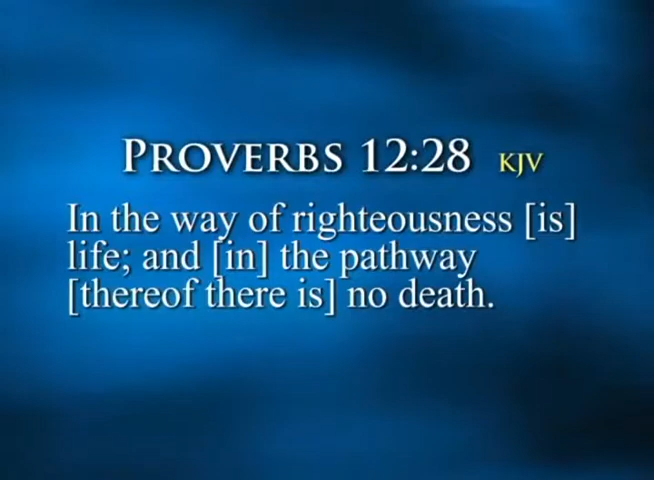 PROVERBS 12:28 KJV
In the way of righteousness [is]
life; and [in] the pathway
[thereof there is] no death.